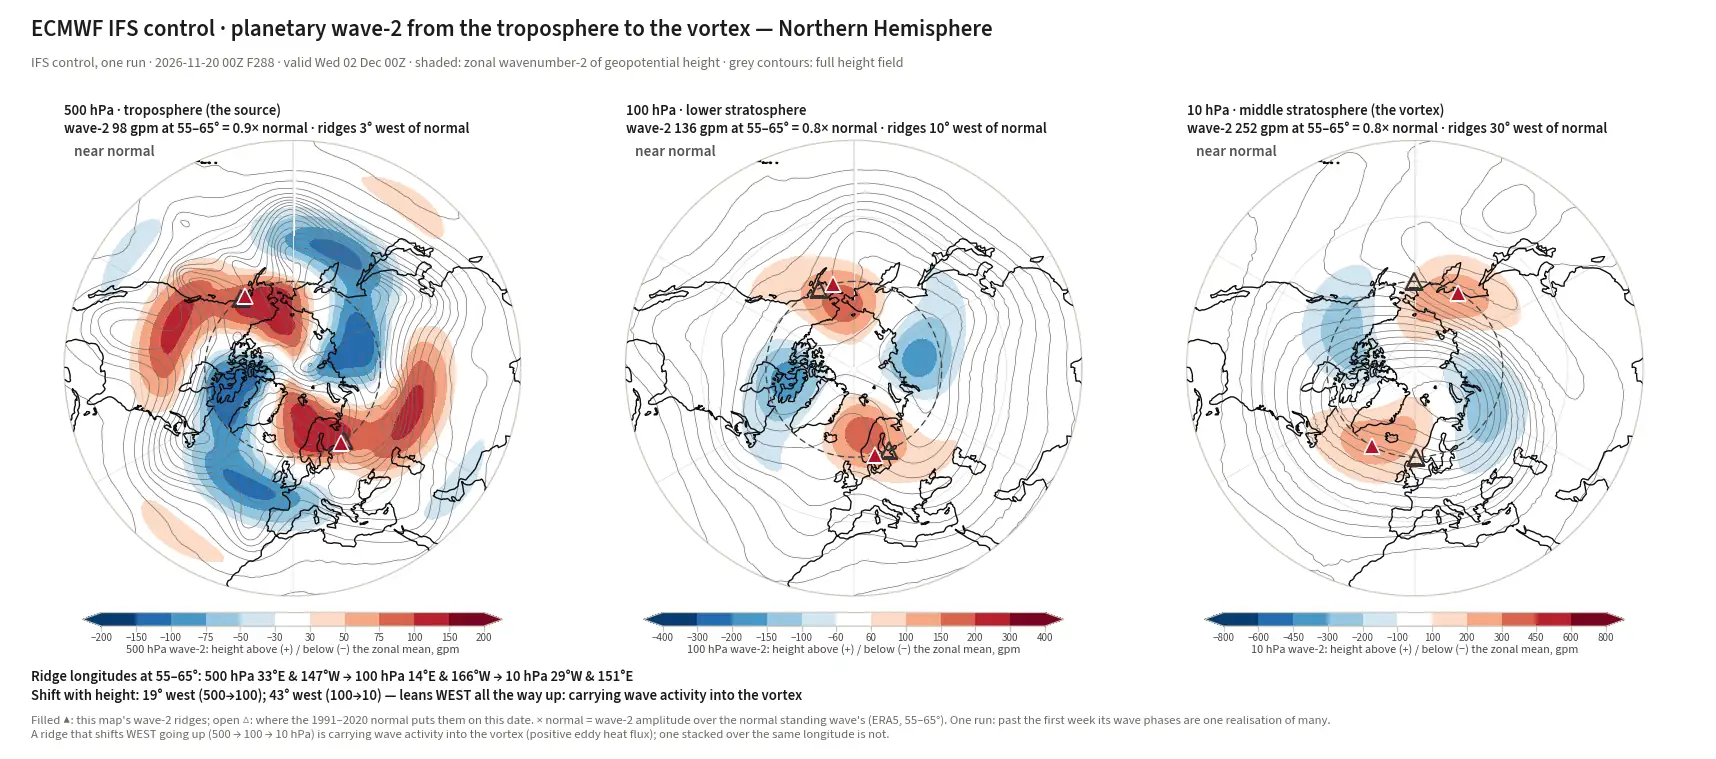 ECMWF IFS control · planetary wave-2 from the troposphere to the vortex — Northern Hemisphere
IFS control, one run · 2026-11-20 00Z F288 · valid Wed 02 Dec 00Z · shaded: zonal wavenumber-2 of geopotential height · grey contours: full height field
500 hPa · troposphere (the source)
wave-2 98 gpm at 55–65° = 0.9× normal · ridges 3° west of normal
near normal
100 hPa · lower stratosphere
wave-2 136 gpm at 55–65° = 0.8× normal · ridges 10° west of normal
near normal
10 hPa · middle stratosphere (the vortex)
wave-2 252 gpm at 55–65° = 0.8× normal · ridges 30° west of normal
near normal
−200 −150 −100 −75 −50 −30 30 50 75 100 150 200
500 hPa wave-2: height above (+) / below (−) the zonal mean, gpm
−400 −300 −200 −150 −100 −60 60 100 150 200 300 400
100 hPa wave-2: height above (+) / below (−) the zonal mean, gpm
−800 −600 −450 −300 −200 −100 100 200 300 450 600 800
10 hPa wave-2: height above (+) / below (−) the zonal mean, gpm
Ridge longitudes at 55–65°: 500 hPa 33°E & 147°W → 100 hPa 14°E & 166°W → 10 hPa 29°W & 151°E
Shift with height: 19° west (500→100); 43° west (100→10) — leans WEST all the way up: carrying wave activity into the vortex
Filled ▲: this map's wave-2 ridges; open △: where the 1991–2020 normal puts them on this date. × normal = wave-2 amplitude over the normal standing wave's (ERA5, 55–65°). One run: past the first week its wave phases are one realisation of many.
A ridge that shifts WEST going up (500 → 100 → 10 hPa) is carrying wave activity into the vortex (positive eddy heat flux); one stacked over the same longitude is not.